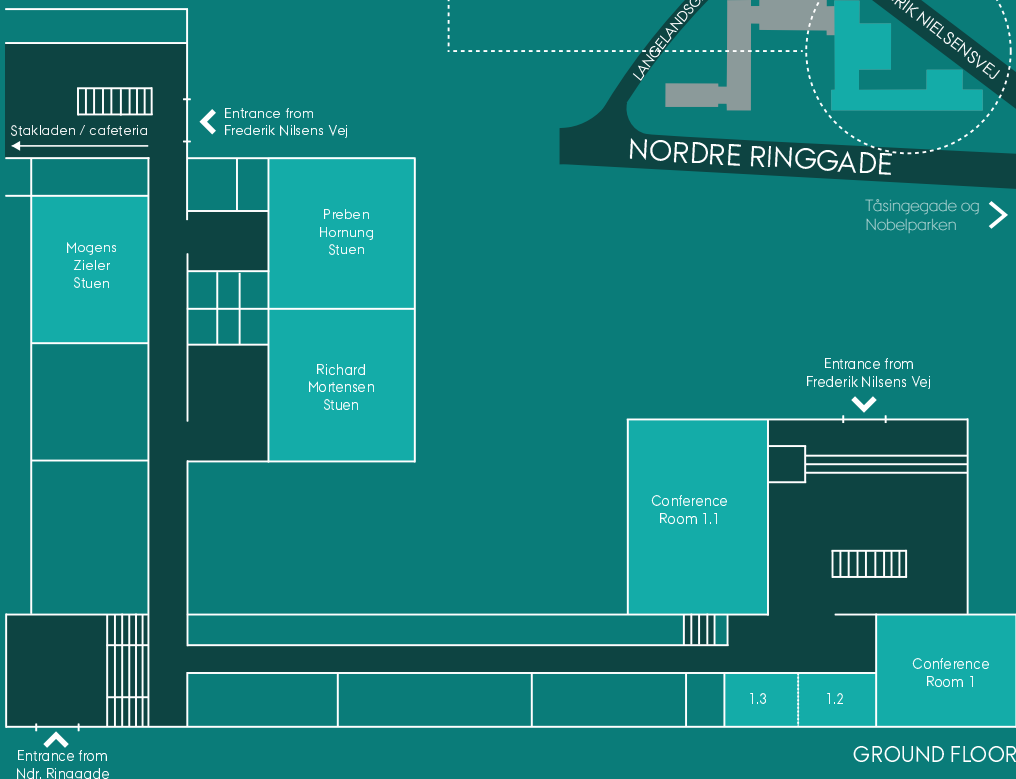 LANGELANDSG
RIK NIELSENSVEJ
NORDRE RINGGADE
Tåsingegade og
Nobelparken
Entrance from
Frederik Nilsens Vej
Stakladen / cafeteria
Preben
Hornung
Stuen
Mogens
Zieler
Stuen
Richard
Mortensen
Stuen
Entrance from
Frederik Nilsens Vej
Conference
Room 1.1
Conference
Room 1
1.3
1.2
GROUND FLOOR
Entrance from
Ndr. Ringgade